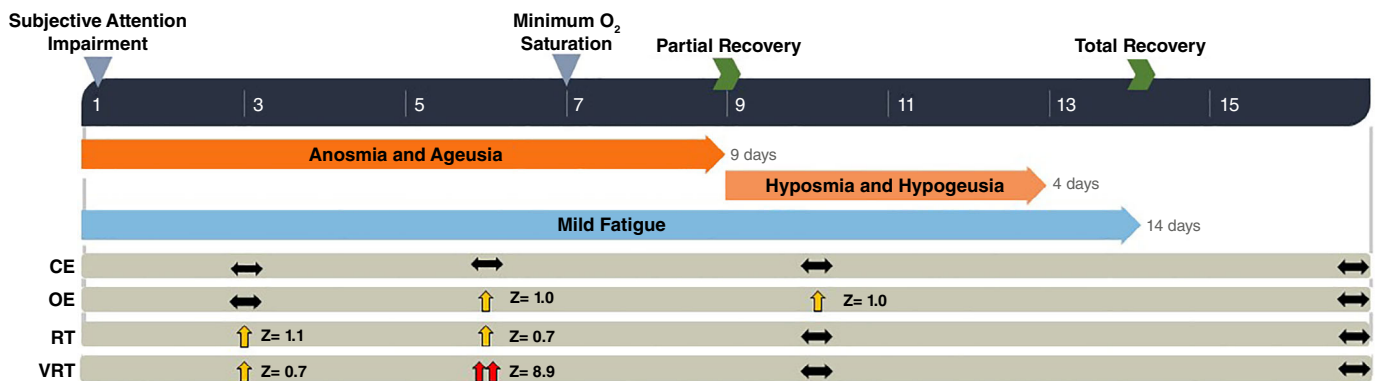 Subjective Attention
Impairment
Minimum O₂
Saturation
Partial Recovery
Total Recovery
1 3 5 7 9 11 13 15
Anosmia and Ageusia 9 days
Hyposmia and Hypogeusia 4 days
Mild Fatigue 14 days
CE
OE Z= 1.0 Z= 1.0
RT Z= 1.1 Z= 0.7
VRT Z= 0.7 Z= 8.9